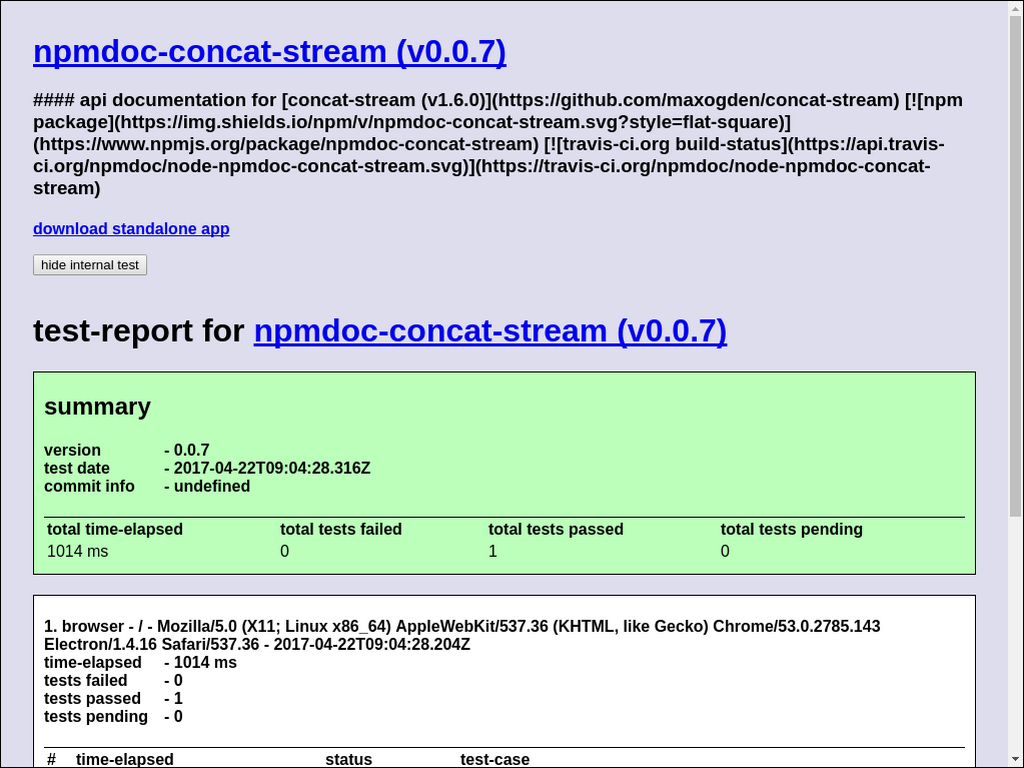 npmdoc-concat-stream (v0.0.7)
#### api documentation for [concat-stream (v1.6.0)](https://github.com/maxogden/concat-stream) [![npm
package](https://img.shields.io/npm/v/npmdoc-concat-stream.svg?style=flat-square)]
(https://www.npmjs.org/package/npmdoc-concat-stream) [![travis-ci.org build-status](https://api.travis-
ci.org/npmdoc/node-npmdoc-concat-stream.svg)](https://travis-ci.org/npmdoc/node-npmdoc-concat-
stream)
download standalone app
hide internal test
test-report for npmdoc-concat-stream (v0.0.7)
summary
version - 0.0.7
test date - 2017-04-22T09:04:28.316Z
commit info - undefined
total time-elapsed total tests failed total tests passed total tests pending
1014 ms 0 1 0
1. browser - / - Mozilla/5.0 (X11; Linux x86_64) AppleWebKit/537.36 (KHTML, like Gecko) Chrome/53.0.2785.143
Electron/1.4.16 Safari/537.36 - 2017-04-22T09:04:28.204Z
time-elapsed - 1014 ms
tests failed - 0
tests passed - 1
tests pending - 0
# time-elapsed status test-case